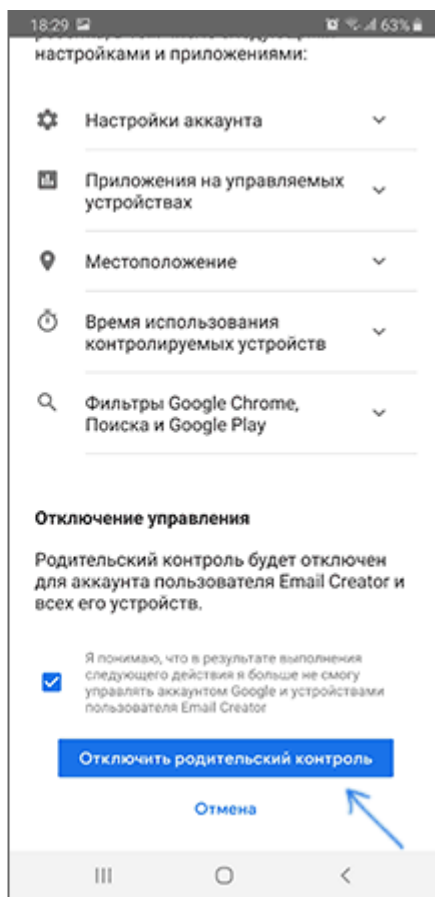 18:29 63%
настройками и приложениями:
Настройки аккаунта
Приложения на управляемых
устройствах
Местоположение
Время использования
контролируемых устройств
Фильтры Google Chrome,
Поиска и Google Play
Отключение управления
Родительский контроль будет отключен
для аккаунта пользователя Email Creator и
всех его устройств.
Я понимаю, что в результате выполнения
следующего действия я больше не смогу
управлять аккаунтом Google и устройствами
пользователя Email Creator
Отключить родительский контроль
Отмена